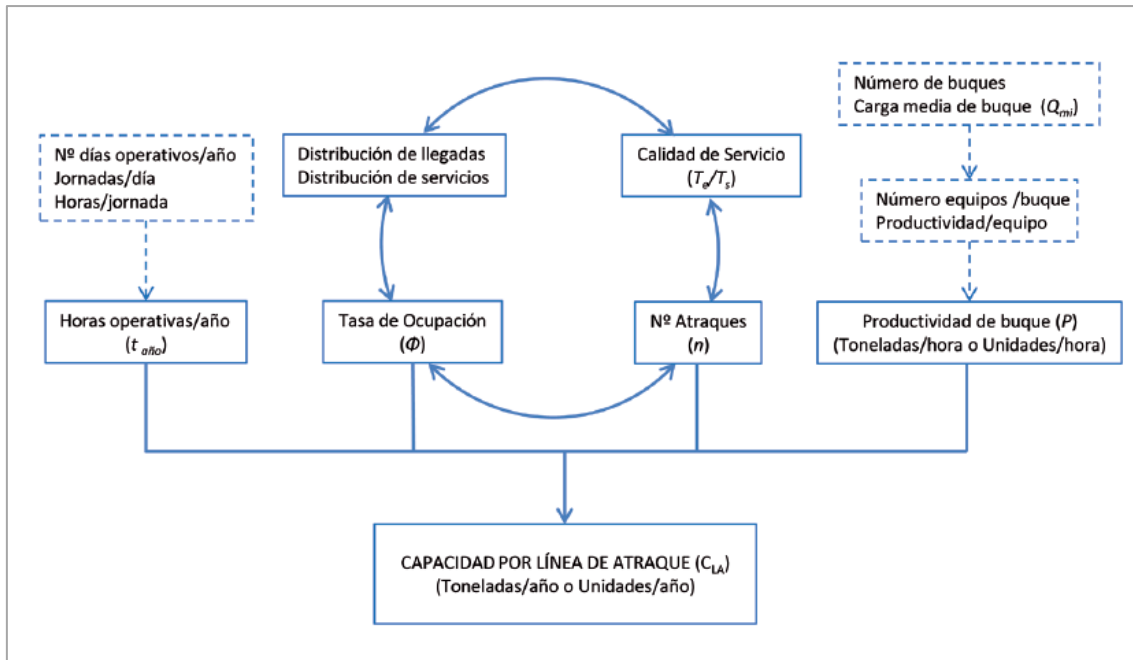 Número de buques
Carga media de buque (Qmi)
Nº días operativos/año
Jornadas/día
Horas/jornada
Distribución de llegadas
Distribución de servicios
Calidad de Servicio
(Te/Ts)
Número equipos /buque
Productividad/equipo
Horas operativas/año
(t año)
Tasa de Ocupación
(Φ)
Nº Atraques
(n)
Productividad de buque (P)
(Toneladas/hora o Unidades/hora)
CAPACIDAD POR LÍNEA DE ATRAQUE (CLA)
(Toneladas/año o Unidades/año)